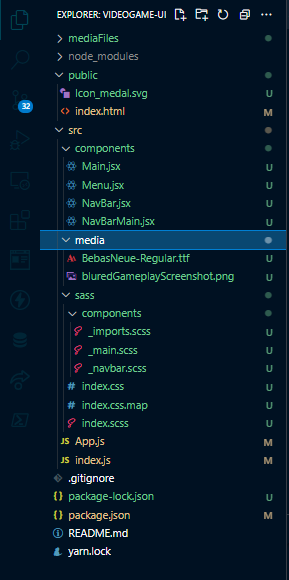 EXPLORER: VIDEOGAME-UI
mediaFiles
node_modules
public
Icon_medal.svg U
index.html M
32
src
components
Main.jsx U
Menu.jsx U
NavBar.jsx U
NavBarMain.jsx U
media
BebasNeue-Regular.ttf U
bluredGameplayScreenshot.png U
sass
components
_imports.scss U
_main.scss U
_navbar.scss U
index.css U
index.css.map U
index.scss U
JS App.js M
JS index.js M
.gitignore
package-lock.json U
package.json M
README.md
yarn.lock